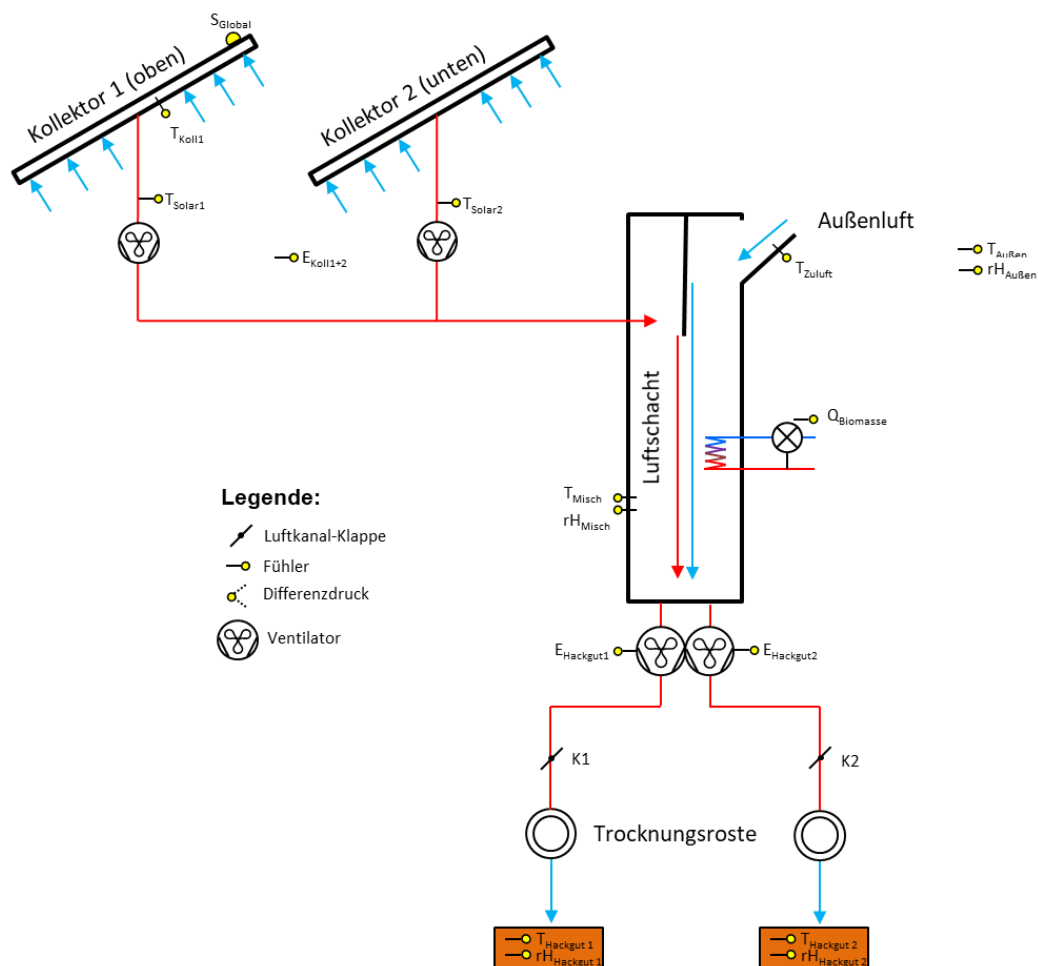 SGlobal
Kollektor 1 (oben)
Kollektor 2 (unten)
TKoll1
TSolar1
TSolar2
EKoll1+2
Außenluft
TZuluft
TAußen
rHAußen
Luftschacht
QBiomasse
TMisch
rHMisch
Legende:
Luftkanal-Klappe
Fühler
Differenzdruck
Ventilator
EHackgut1
EHackgut2
K1
K2
Trocknungsroste
THackgut 1
rHHackgut 1
THackgut 2
rHHackgut 2